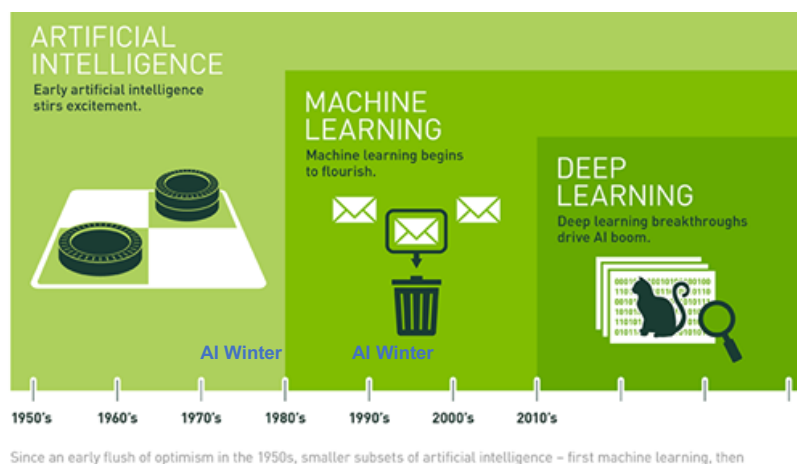 ARTIFICIAL
INTELLIGENCE
Early artificial intelligence
stirs excitement.
MACHINE
LEARNING
Machine learning begins
to flourish.
DEEP
LEARNING
Deep learning breakthroughs
drive AI boom.
AI Winter
AI Winter
1950's 1960's 1970's 1980's 1990's 2000's 2010's
Since an early flush of optimism in the 1950s, smaller subsets of artificial intelligence – first machine learning, then